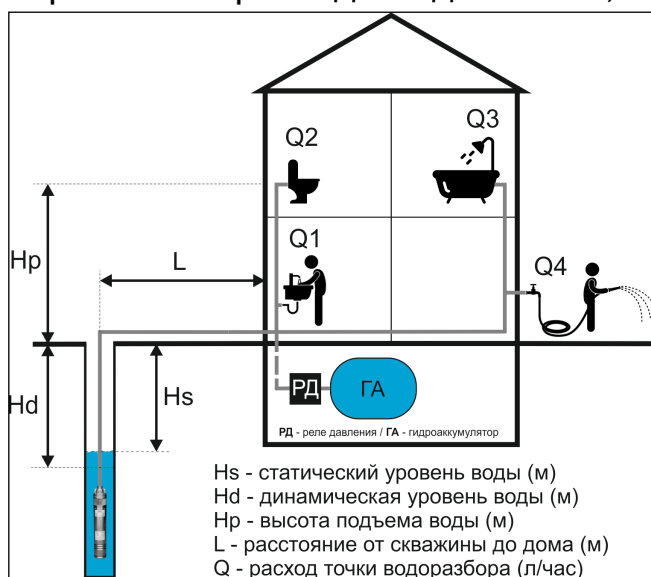 Q2
Q3
Q1
Q4
L
Hp
Hd
Hs
РД
ГА
РД - реле давления / ГА - гидроаккумулятор
Hs - статический уровень воды (м)
Hd - динамическая уровень воды (м)
Hp - высота подъема воды (м)
L - расстояние от скважины до дома (м)
Q - расход точки водоразбора (л/час)